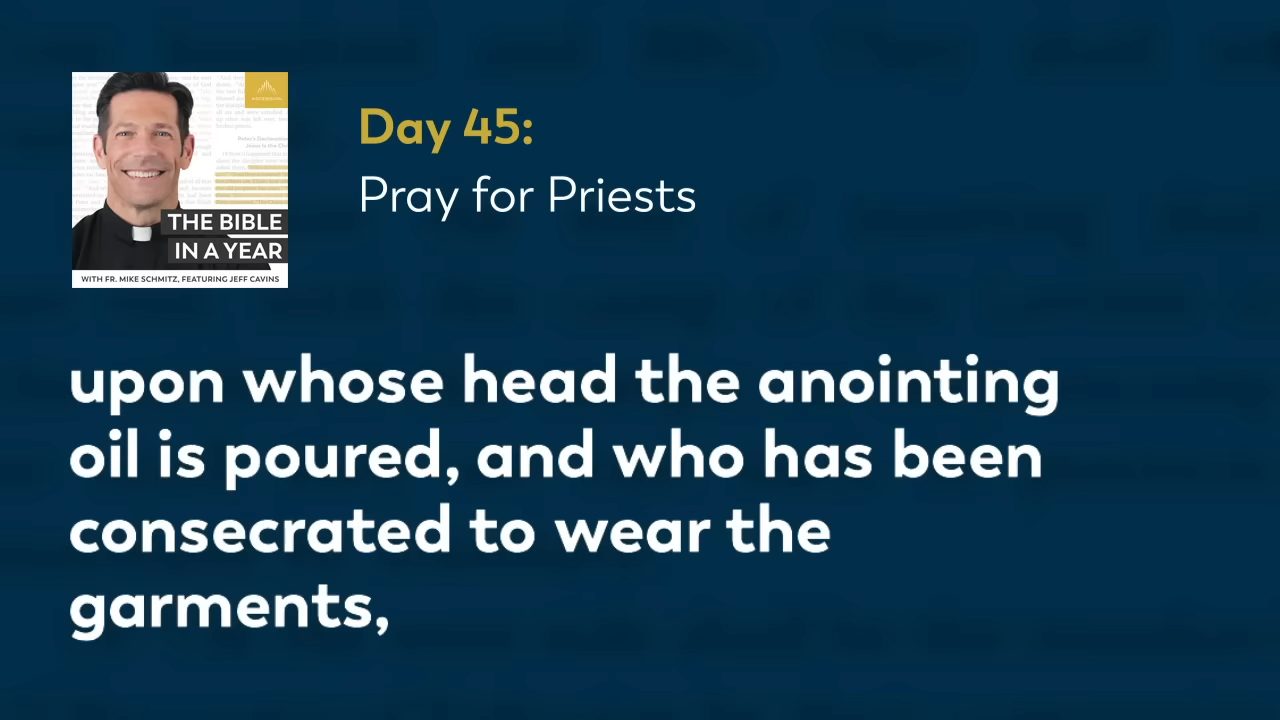 Day 45:
Pray for Priests
THE BIBLE
IN A YEAR
WITH FR. MIKE SCHMITZ, FEATURING JEFF CAVINS
upon whose head the anointing
oil is poured, and who has been
consecrated to wear the
garments,